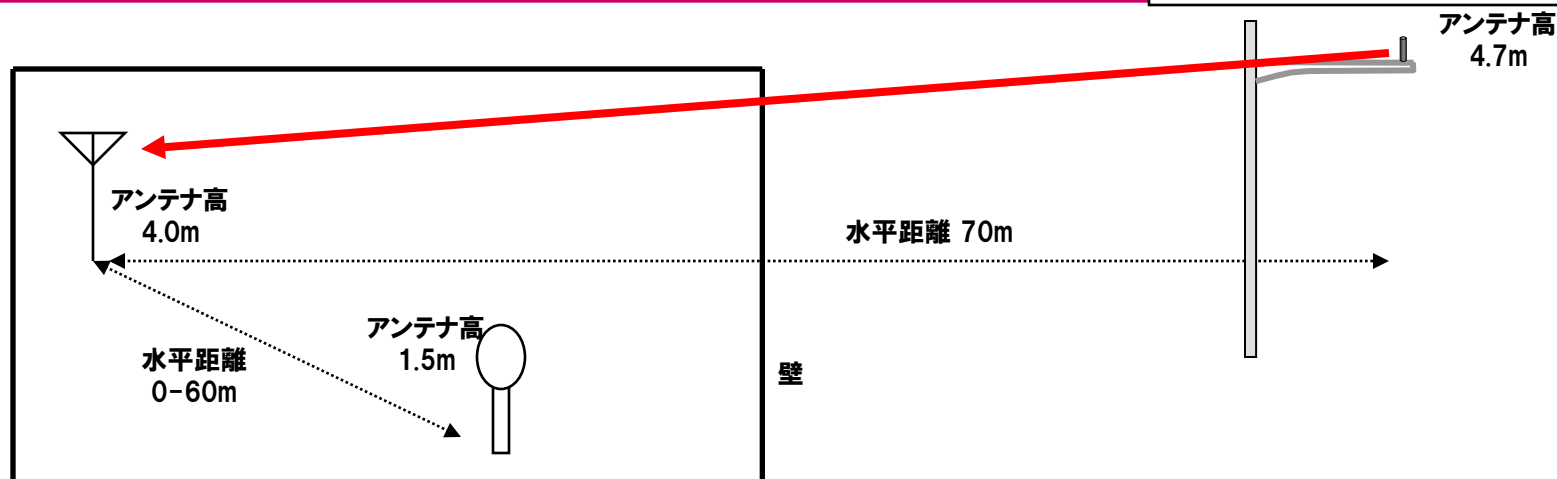 アンテナ高
4.7m
アンテナ高
4.0m
水平距離 70m
アンテナ高
1.5m
水平距離
0-60m
壁